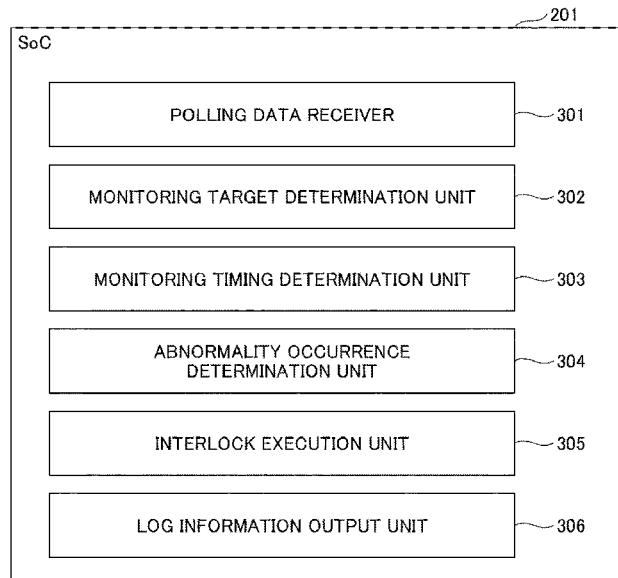 201
SoC
POLLING DATA RECEIVER
301
MONITORING TARGET DETERMINATION UNIT
302
MONITORING TIMING DETERMINATION UNIT
303
ABNORMALITY OCCURRENCE
DETERMINATION UNIT
304
INTERLOCK EXECUTION UNIT
305
LOG INFORMATION OUTPUT UNIT
306